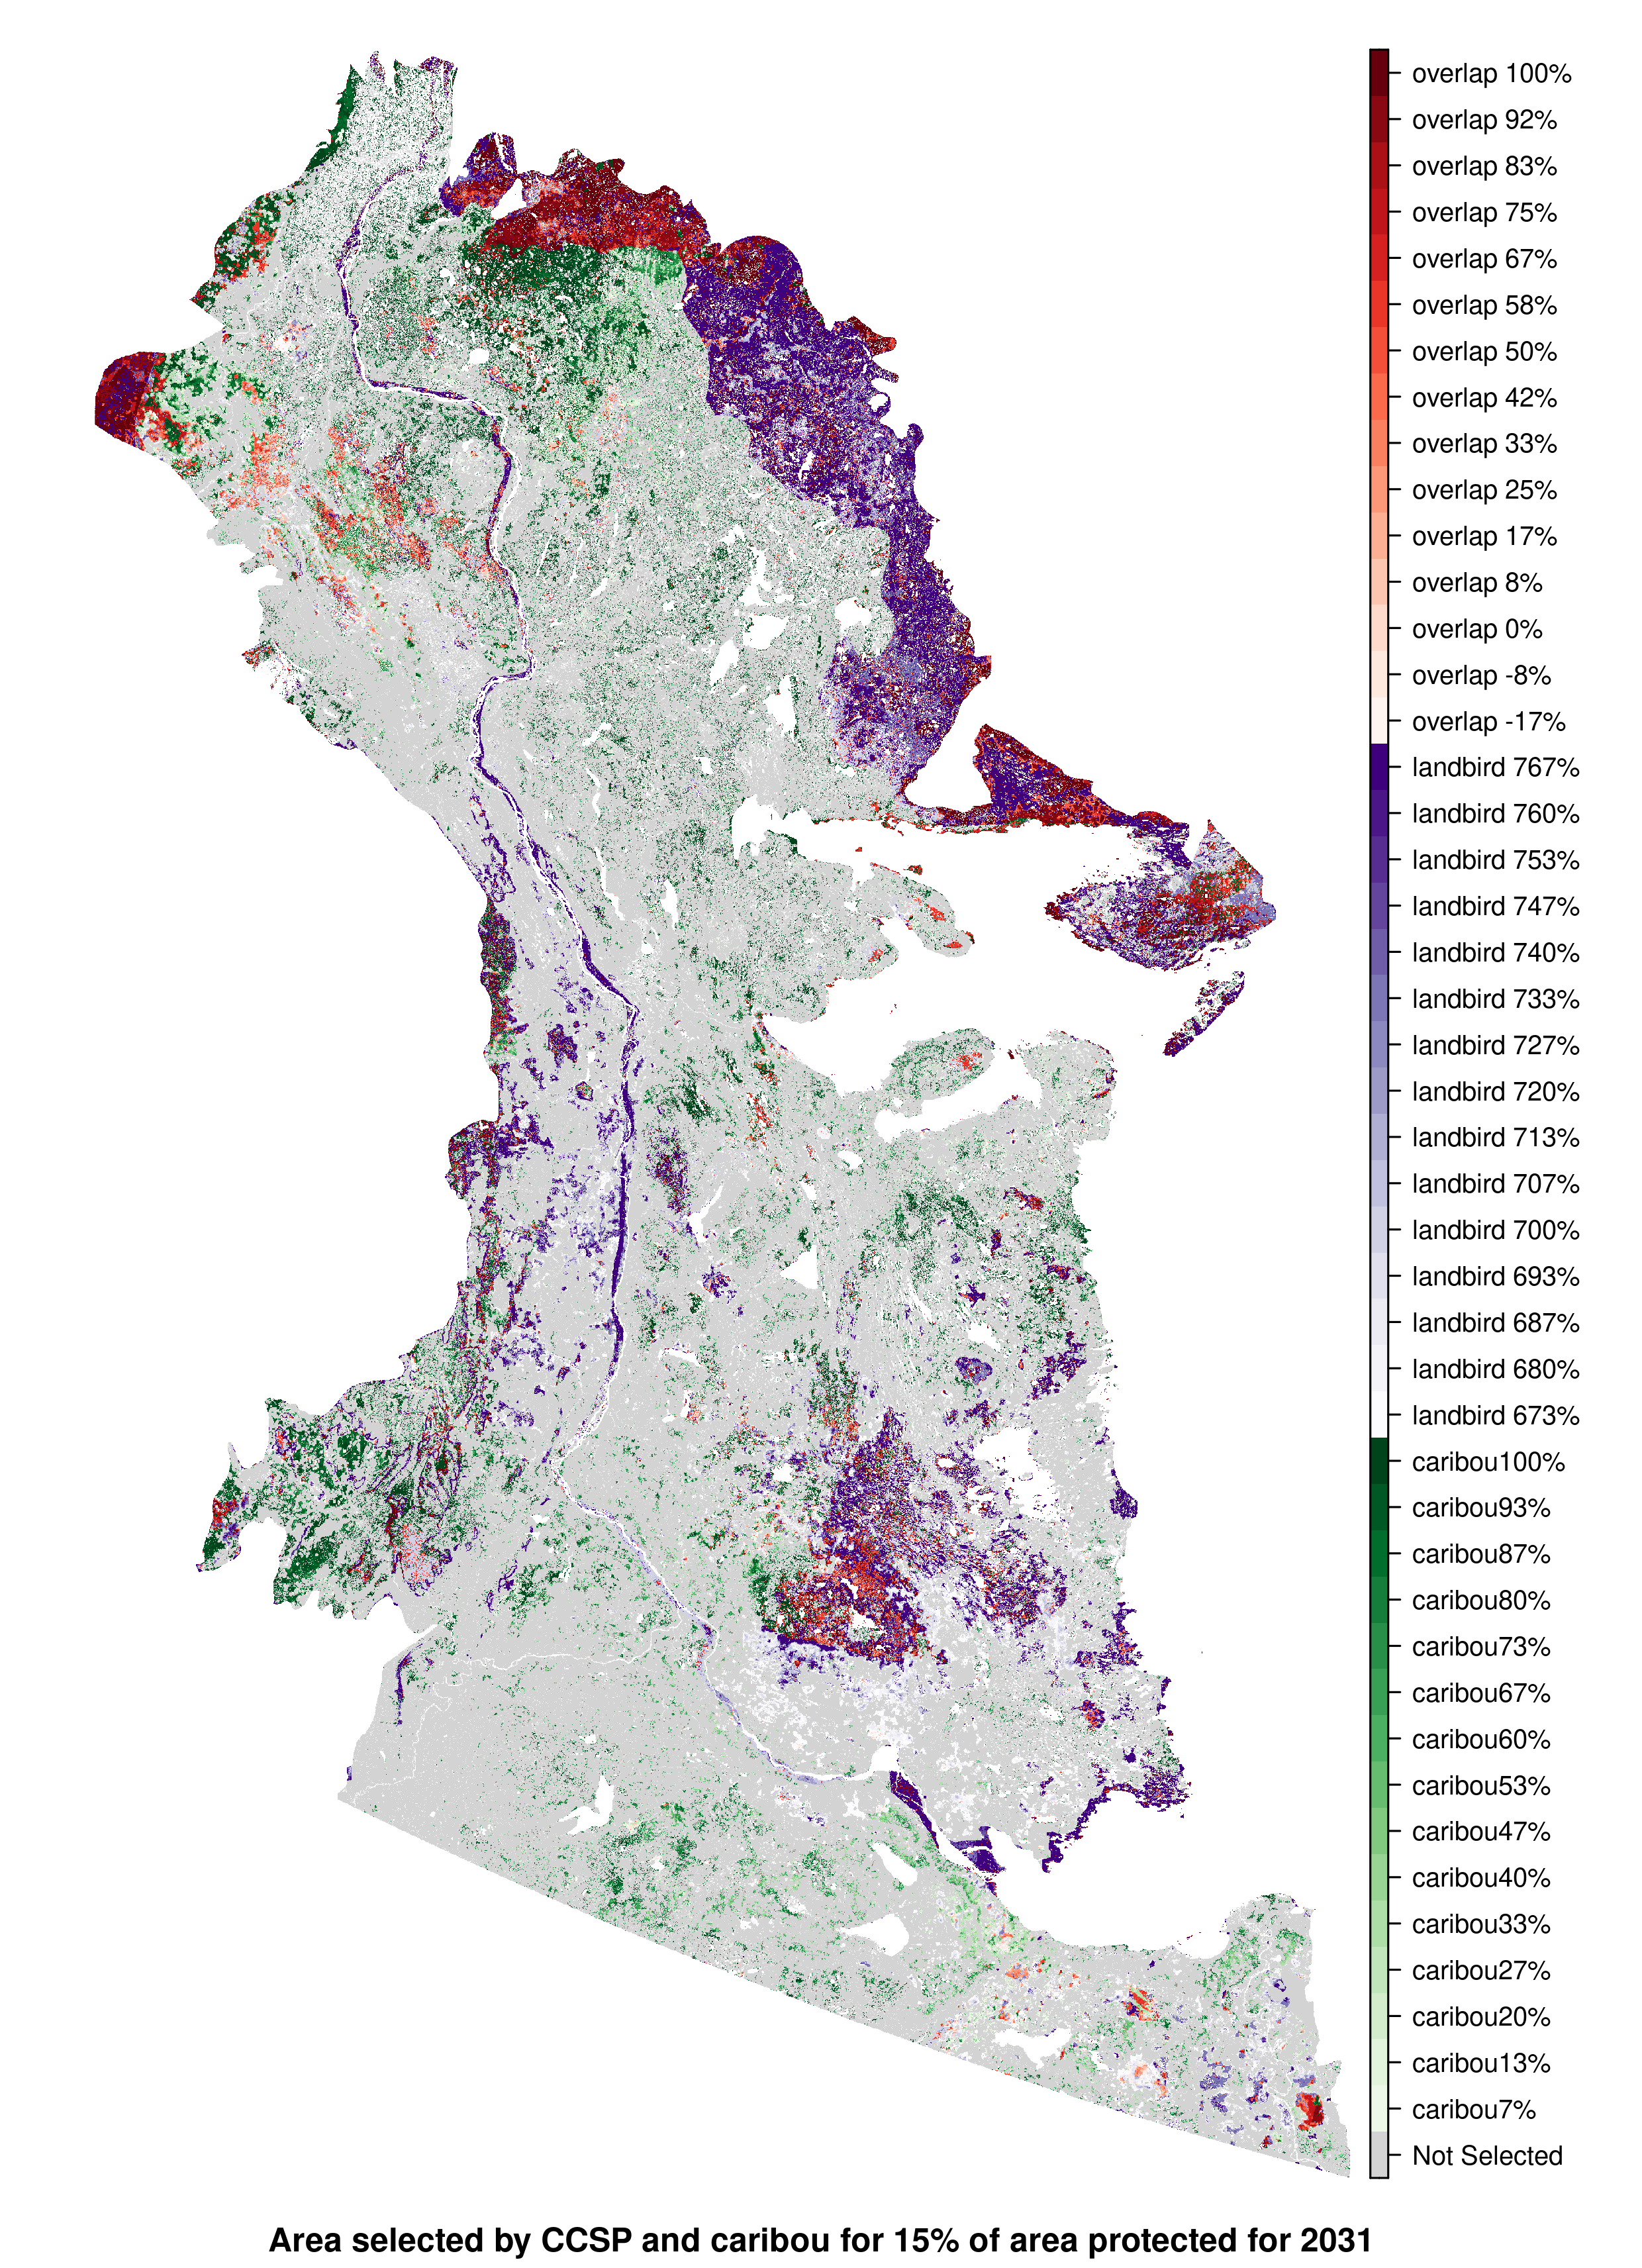 overlap 100%
overlap 92%
overlap 83%
overlap 75%
overlap 67%
overlap 58%
overlap 50%
overlap 42%
overlap 33%
overlap 25%
overlap 17%
overlap 8%
overlap 0%
overlap -8%
overlap -17%
landbird 767%
landbird 760%
landbird 753%
landbird 747%
landbird 740%
landbird 733%
landbird 727%
landbird 720%
landbird 713%
landbird 707%
landbird 700%
landbird 693%
landbird 687%
landbird 680%
landbird 673%
caribou100%
caribou93%
caribou87%
caribou80%
caribou73%
caribou67%
caribou60%
caribou53%
caribou47%
caribou40%
caribou33%
caribou27%
caribou20%
caribou13%
caribou7%
Not Selected
Area selected by CCSP and caribou for 15% of area protected for 2031